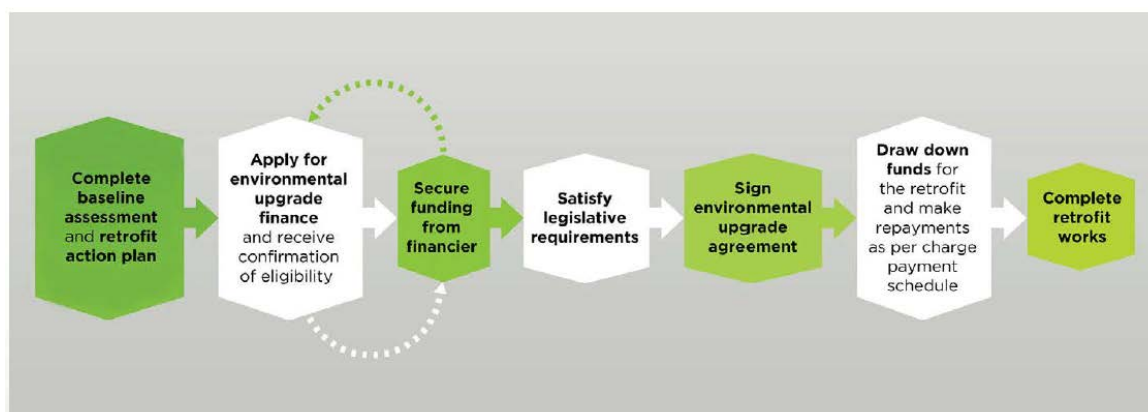 Complete
baseline
assessment
and retrofit
action plan
Apply for
environmental
upgrade
finance
and receive
confirmation
of eligibility
Secure
funding
from
financier
Satisfy
legislative
requirements
Sign
environmental
upgrade
agreement
Draw down
funds for
the retrofit
and make
repayments
as per charge
payment
schedule
Complete
retrofit
works